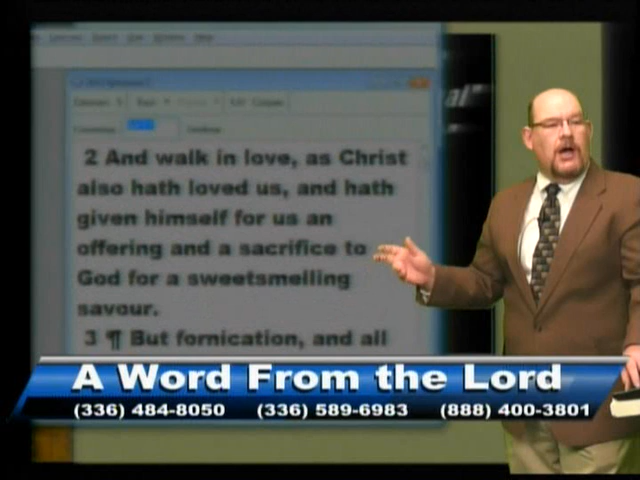 2 And walk in love, as Christ
also hath loved us, and hath
given himself for us an
offering and a sacrifice to
God for a sweetsmelling
savour.
3 ¶ But fornication, and all
A Word From the Lord
(336) 484-8050 (336) 589-6983 (888) 400-3801